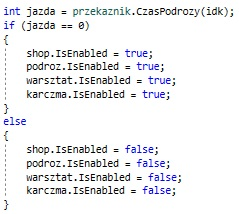 int jazda = przekaznik.CzasPodrozy(idk);
if (jazda == 0)
{
shop.IsEnabled = true;
podroz.IsEnabled = true;
warsztat.IsEnabled = true;
karczma.IsEnabled = true;
}
else
{
shop.IsEnabled = false;
podroz.IsEnabled = false;
warsztat.IsEnabled = false;
karczma.IsEnabled = false;
}